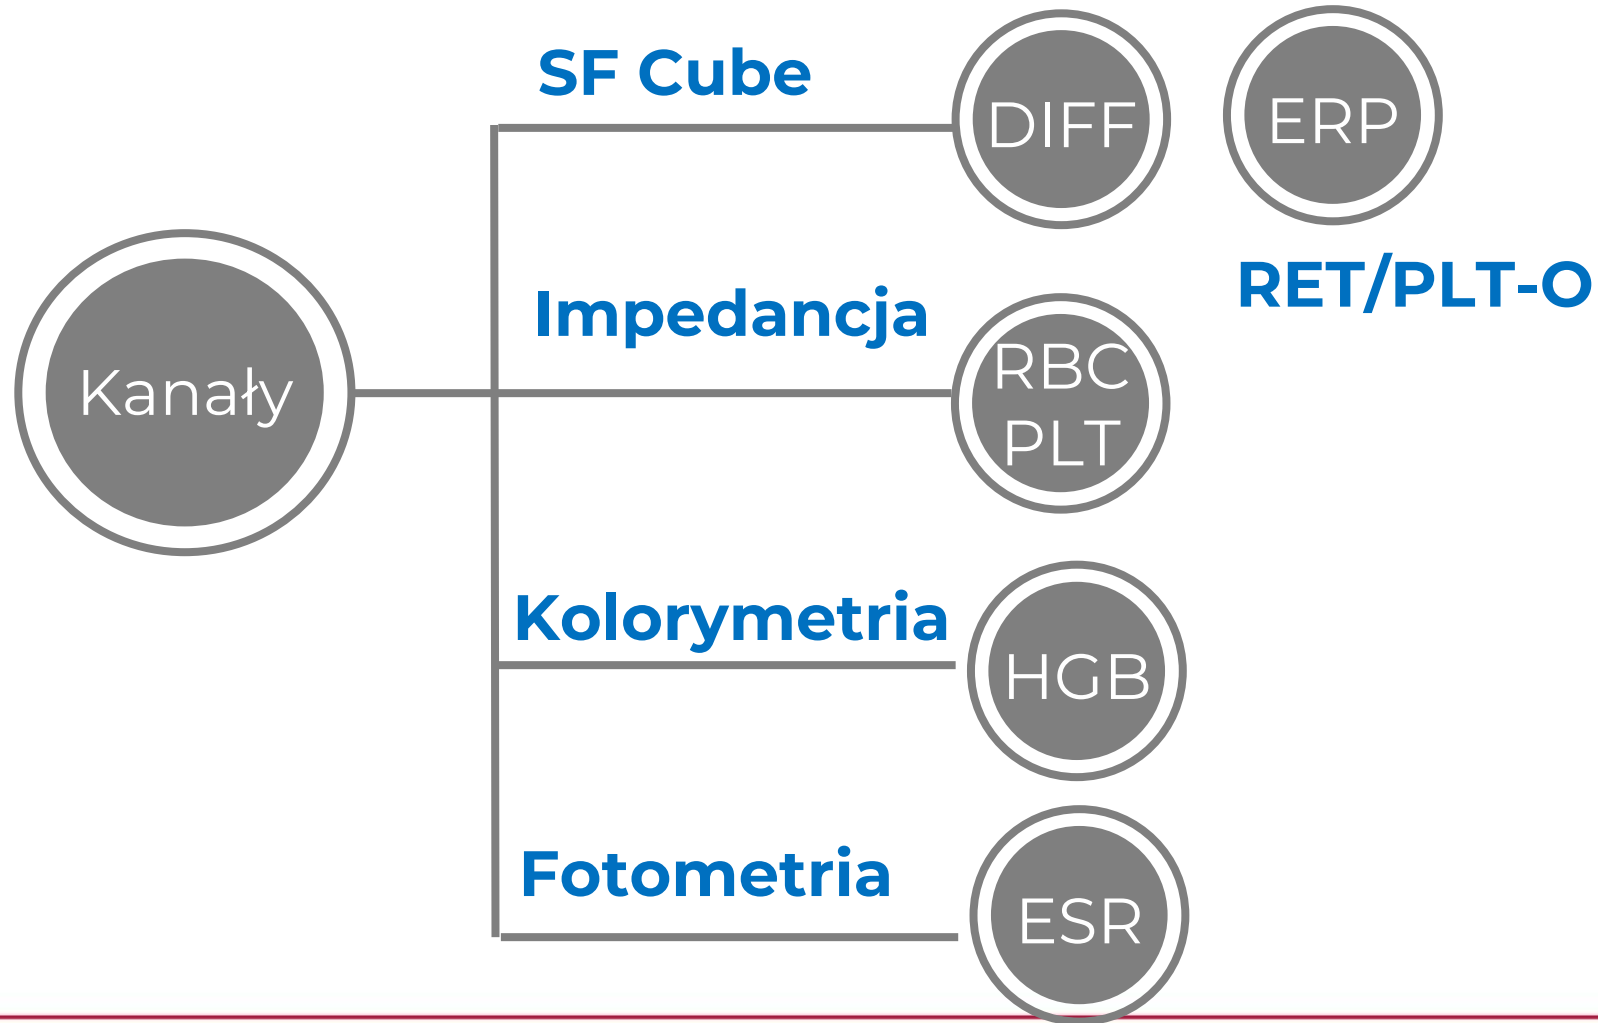 SF Cube
DIFF
ERP
RET/PLT-O
Impedancja
RBC
PLT
Kanały
Kolorymetria
HGB
Fotometria
ESR